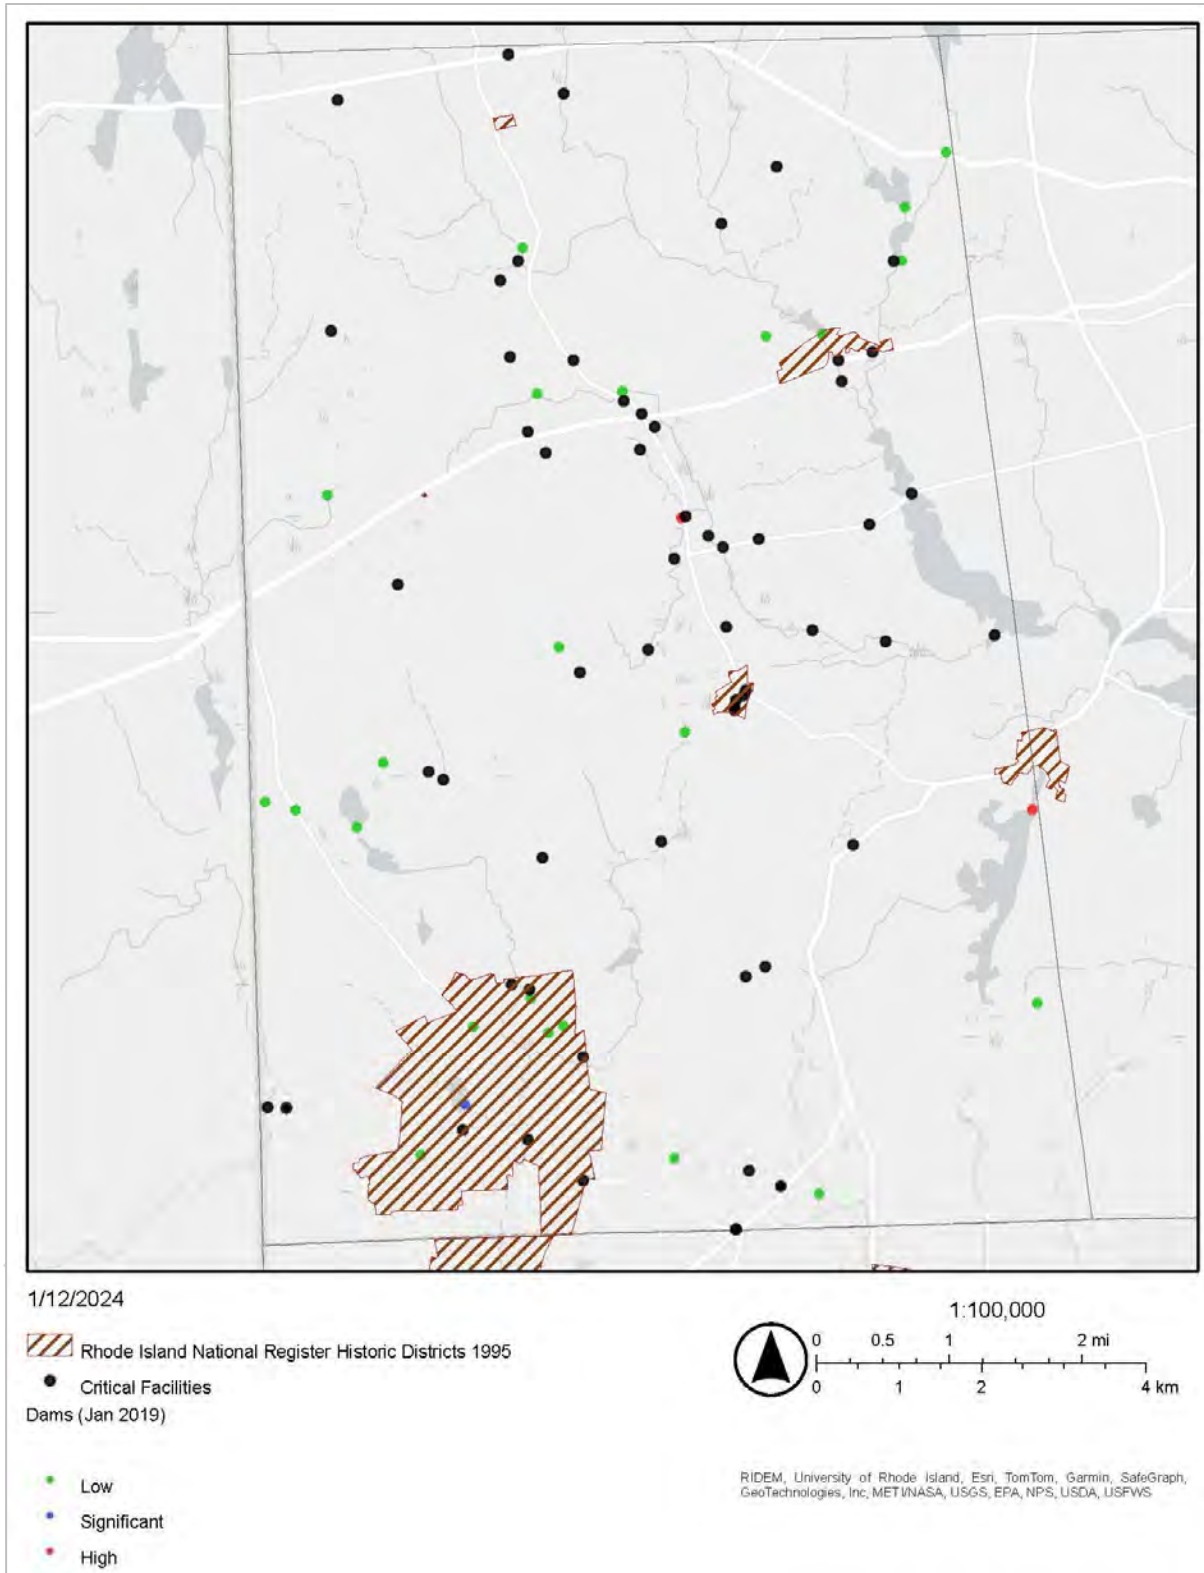 1/12/2024
1:100,000
Rhode Island National Register Historic Districts 1995
0 0.5 1 2 mi
Critical Facilities
0 1 2 4 km
Dams (Jan 2019)
Low
RIDEM, University of Rhode Island, Esri, TomTom, Garmin, SafeGraph,
GeoTechnologies, Inc, METI/NASA, USGS, EPA, NPS, USDA, USFWS
Significant
High